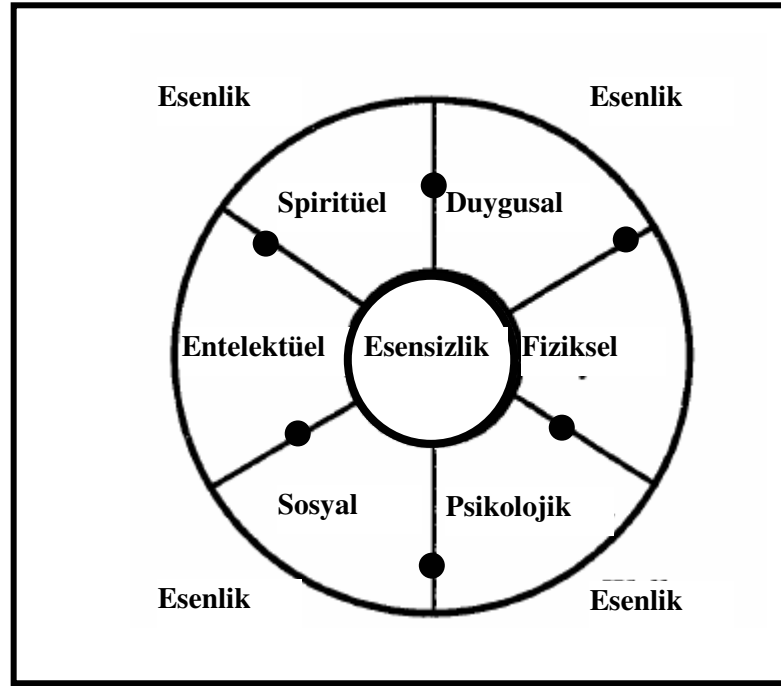 Esenlik Esenlik
Spiritüel Duygusal
Entelektüel Esensizlik Fiziksel
Sosyal Psikolojik
Esenlik Esenlik